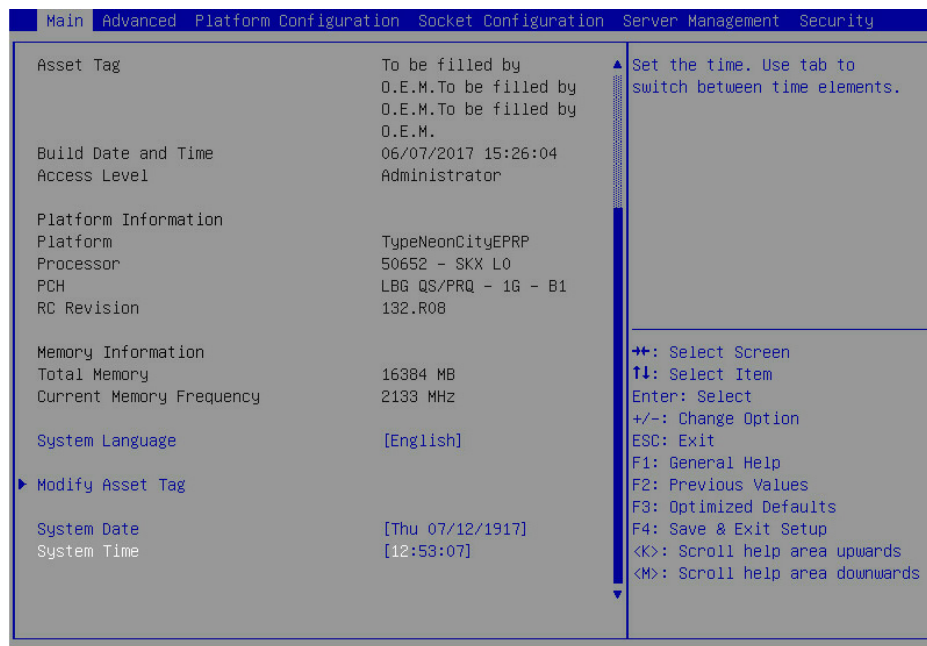 Main Advanced Platform Configuration Socket Configuration Server Management Security
Asset Tag To be filled by
O.E.M.To be filled by
O.E.M.To be filled by
O.E.M.
Build Date and Time 06/07/2017 15:26:04
Access Level Administrator
Platform Information
Platform TypeNeonCityEPRP
Processor 50652 - SKX L0
PCH LBG QS/PRQ - 1G - B1
RC Revision 132.R08
Memory Information
Total Memory 16384 MB
Current Memory Frequency 2133 MHz
System Language [English]
Modify Asset Tag
System Date [Thu 07/12/1917]
System Time [12:53:07]
Set the time. Use tab to
switch between time elements.
→←: Select Screen
↑↓: Select Item
Enter: Select
+/-: Change Option
ESC: Exit
F1: General Help
F2: Previous Values
F3: Optimized Defaults
F4: Save & Exit Setup
<K>: Scroll help area upwards
<M>: Scroll help area downwards